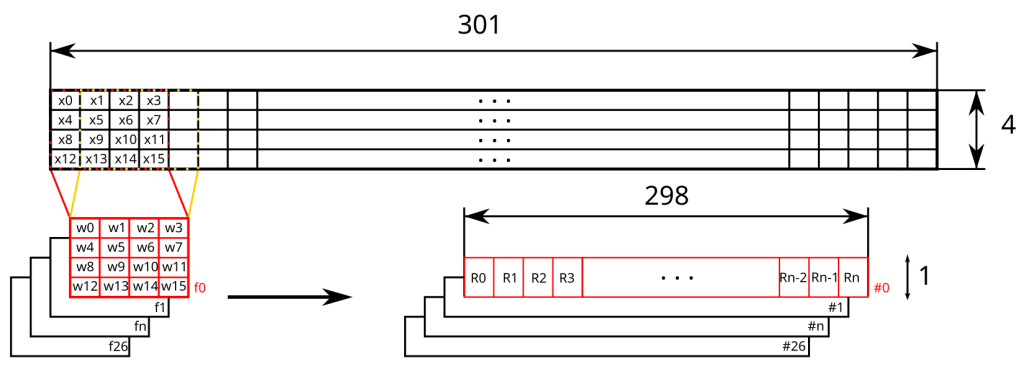 301
x0 x1 x2 x3 . . .
x4 x5 x6 x7 . . .
x8 x9 x10 x11 . . .
x12 x13 x14 x15 . . .
4
w0 w1 w2 w3
w4 w5 w6 w7
w8 w9 w10 w11
w12 w13 w14 w15 f0
f1
fn
f26
298
R0 R1 R2 R3 . . . Rn-2 Rn-1 Rn
1
#0
#1
#n
#26